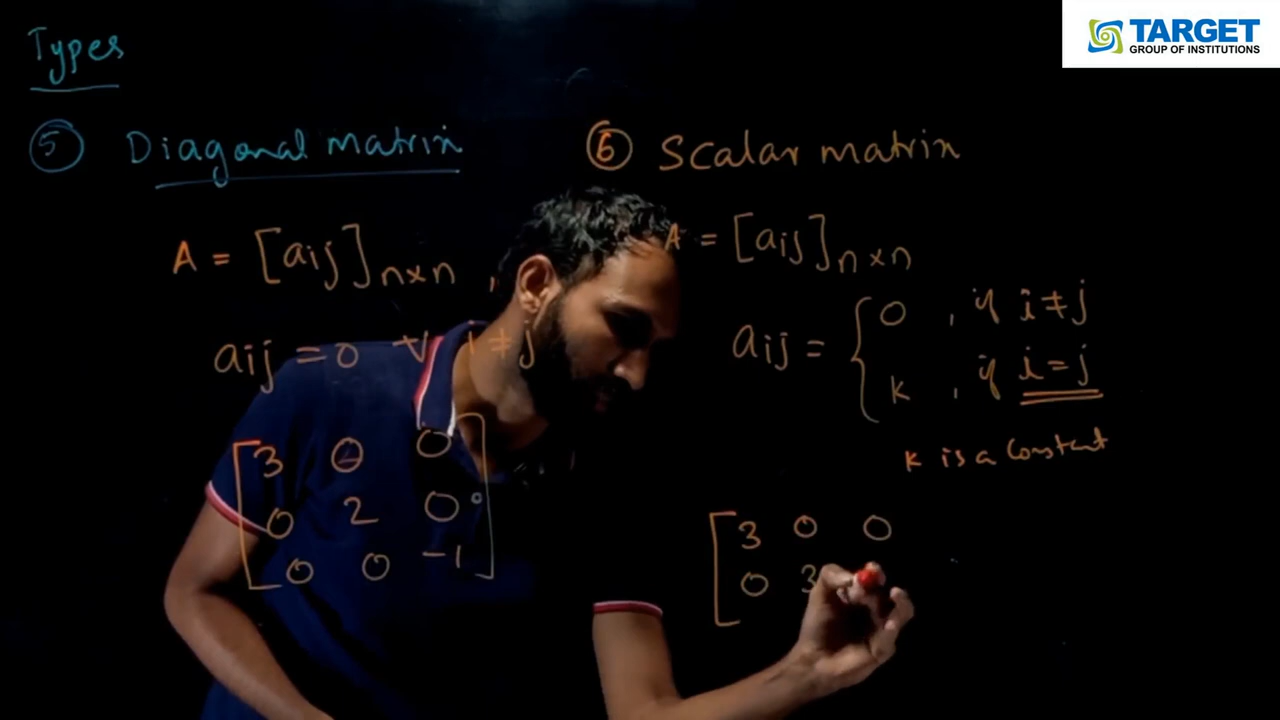 TARGET
GROUP OF INSTITUTIONS
Types
⑤ Diagonal matrix
A = [aij]n×n ,
aij = 0 ∀ i ≠ j
3 0 0
0 2 0
0 0 -1
⑥ Scalar matrix
A = [aij]n×n
aij = { 0 , if i ≠ j
k , if i = j
K is a constant
3 0 0
0 3